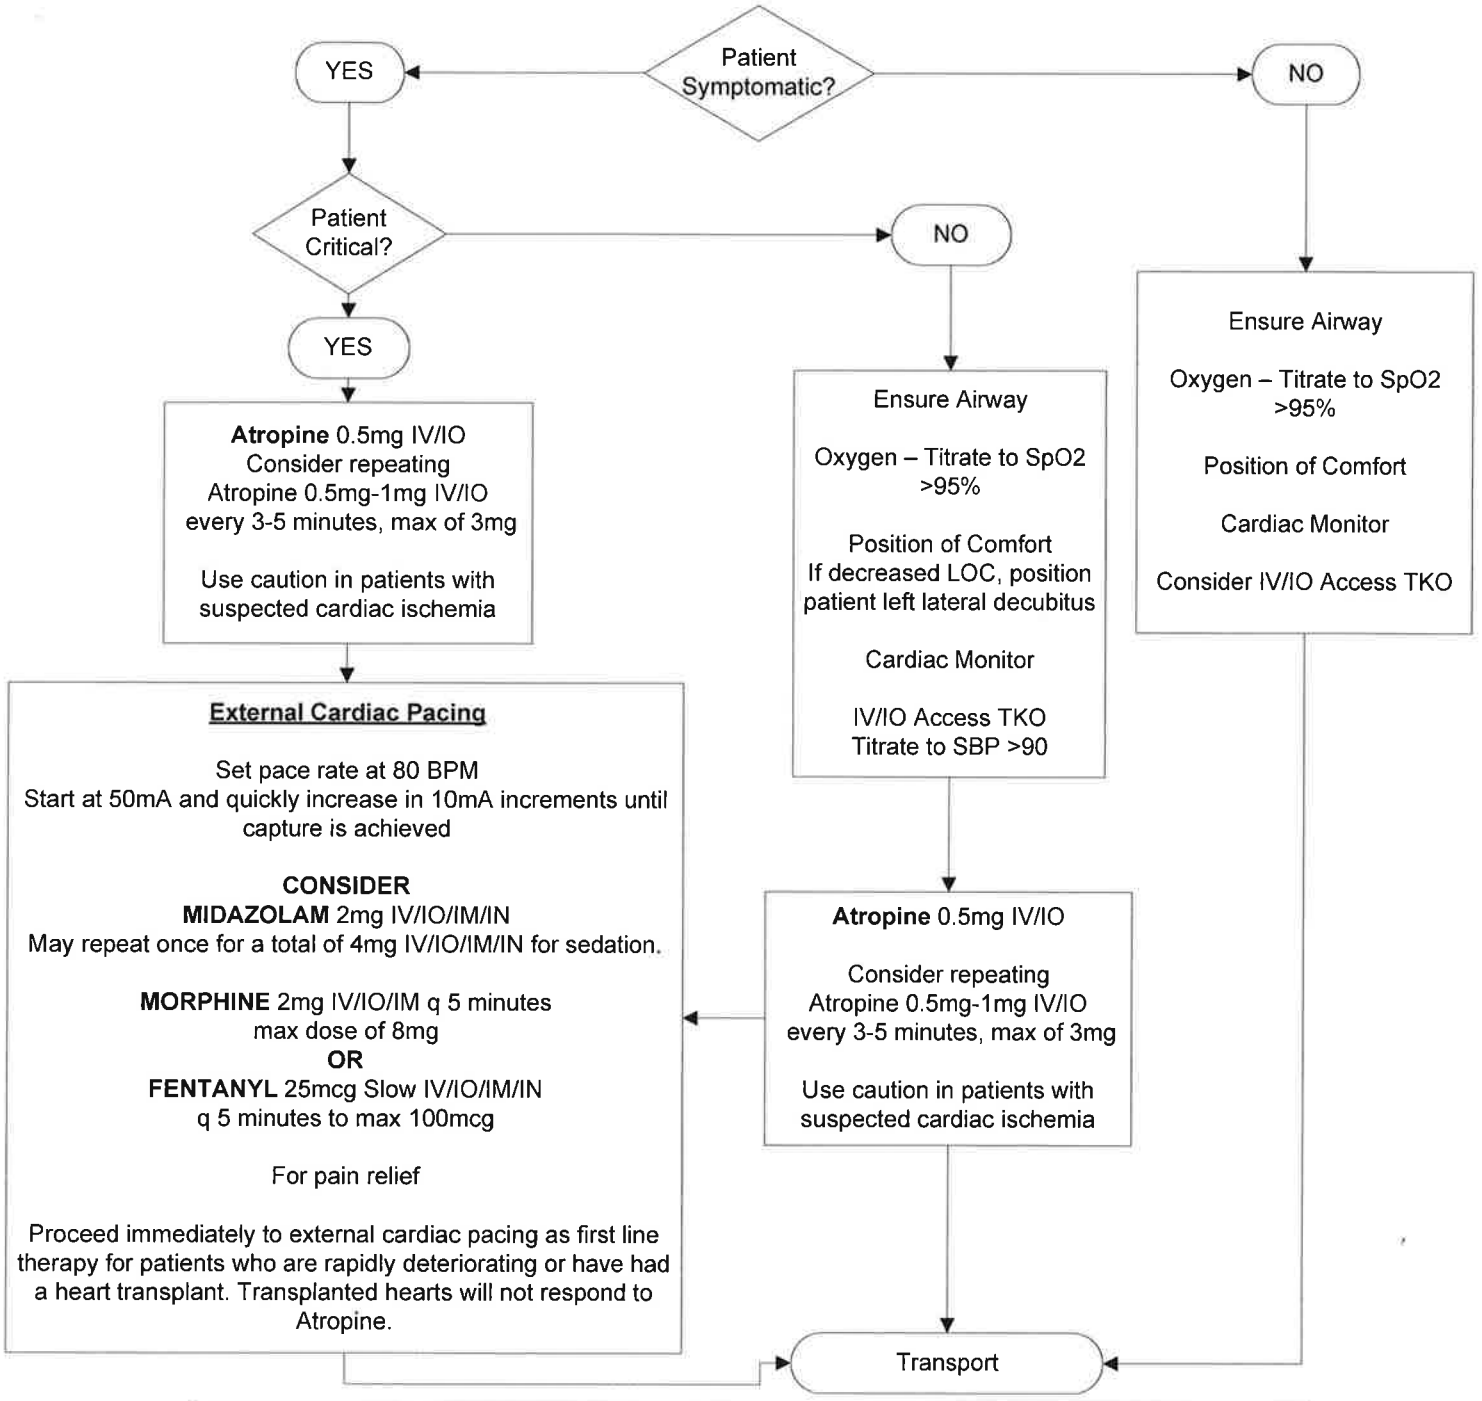 Patient
Symptomatic?
YES
NO
Patient
Critical?
NO
YES
Atropine 0.5mg IV/IO
Consider repeating
Atropine 0.5mg-1mg IV/IO
every 3-5 minutes, max of 3mg
Use caution in patients with
suspected cardiac ischemia
External Cardiac Pacing
Set pace rate at 80 BPM
Start at 50mA and quickly increase in 10mA increments until
capture is achieved
CONSIDER
MIDAZOLAM 2mg IV/IO/IM/IN
May repeat once for a total of 4mg IV/IO/IM/IN for sedation.
MORPHINE 2mg IV/IO/IM q 5 minutes
max dose of 8mg
OR
FENTANYL 25mcg Slow IV/IO/IM/IN
q 5 minutes to max 100mcg
For pain relief
Proceed immediately to external cardiac pacing as first line
therapy for patients who are rapidly deteriorating or have had
a heart transplant. Transplanted hearts will not respond to
Atropine.
Ensure Airway
Oxygen – Titrate to SpO2
>95%
Position of Comfort
If decreased LOC, position
patient left lateral decubitus
Cardiac Monitor
IV/IO Access TKO
Titrate to SBP >90
Atropine 0.5mg IV/IO
Consider repeating
Atropine 0.5mg-1mg IV/IO
every 3-5 minutes, max of 3mg
Use caution in patients with
suspected cardiac ischemia
Ensure Airway
Oxygen – Titrate to SpO2
>95%
Position of Comfort
Cardiac Monitor
Consider IV/IO Access TKO
Transport